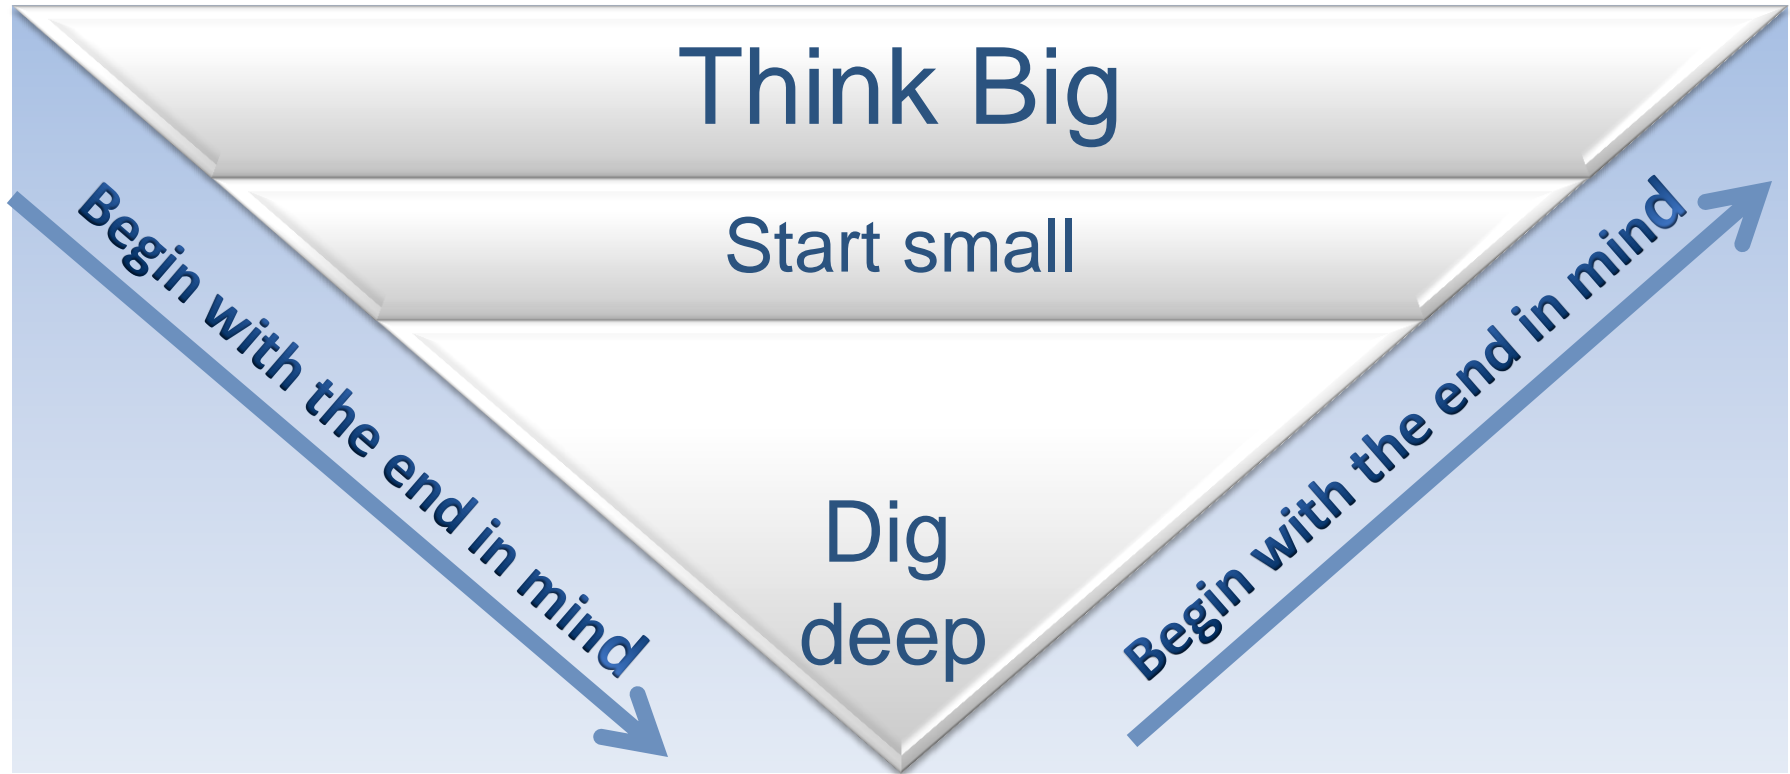 Think Big
Start small
Dig
deep
Begin with the end in mind
Begin with the end in mind